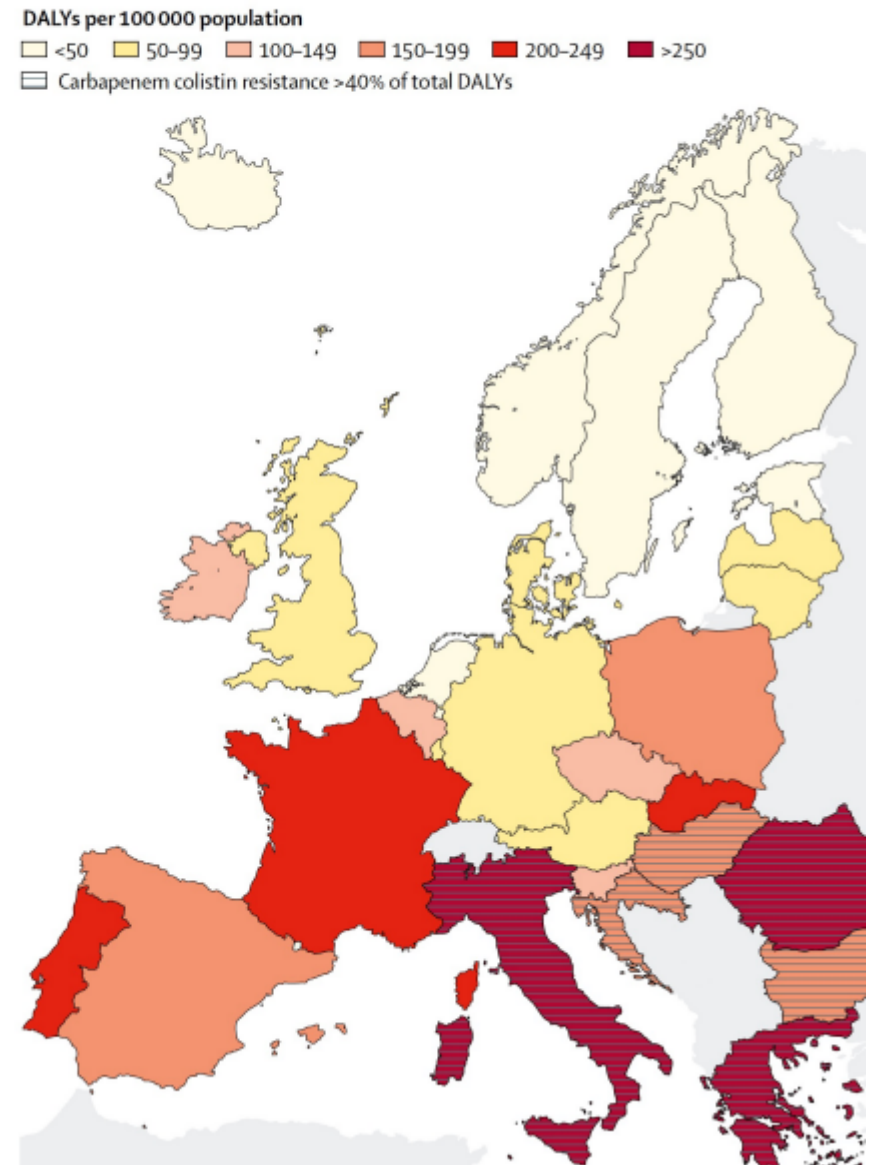 DALYs per 100 000 population
<50 50–99 100–149 150–199 200–249 >250
Carbapenem colistin resistance >40% of total DALYs